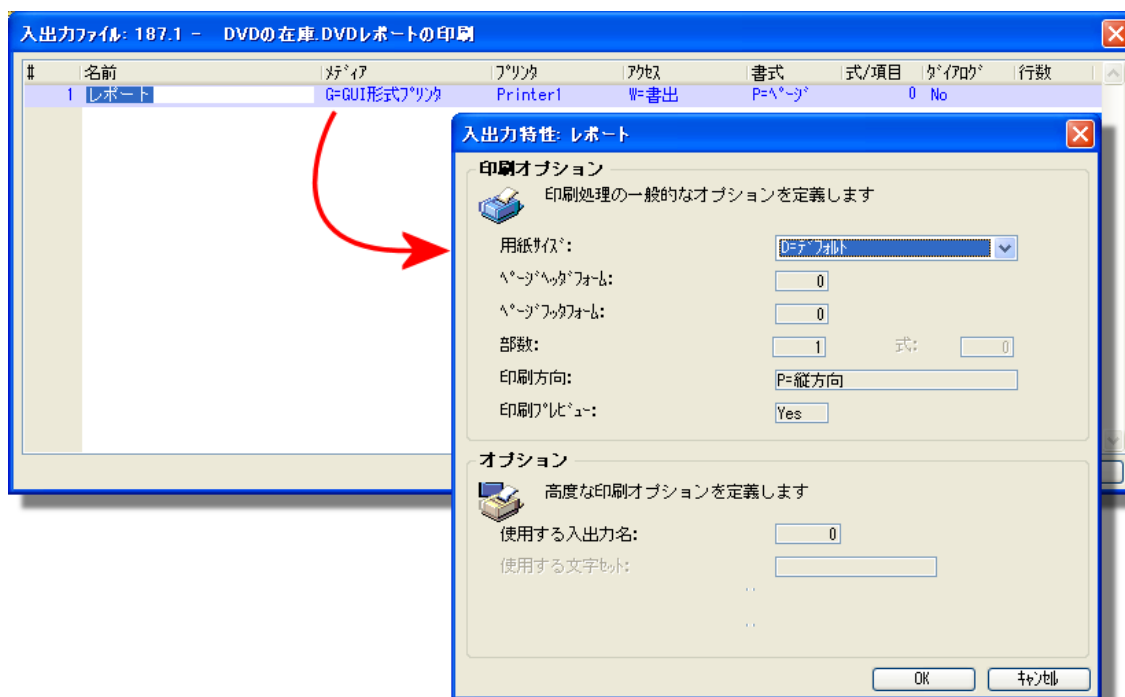 入出力ﾌｧｲﾙ: 187.1 - DVDの在庫.DVDレポートの印刷
# 名前 ﾒﾃﾞｨｱ ﾌﾟﾘﾝﾀ ｱｸｾｽ 書式 式/項目 ﾀﾞｲｱﾛｸﾞ 行数
1 レポート G=GUI形式ﾌﾟﾘﾝﾀ Printer1 W=書出 P=ﾍﾟｰｼﾞ 0 No
入出力特性: レポート
印刷オプション
印刷処理の一般的なオプションを定義します
用紙ｻｲｽﾞ: D=ﾃﾞﾌｫﾙﾄ
ﾍﾟｰｼﾞﾍｯﾀﾞﾌｫｰﾑ: 0
ﾍﾟｰｼﾞﾌｯﾀﾌｫｰﾑ: 0
部数: 1 式: 0
印刷方向: P=縦方向
印刷ﾌﾟﾚﾋﾞｭｰ: Yes
オプション
高度な印刷オプションを定義します
使用する入出力名: 0
使用する文字ｾｯﾄ:
OK ｷｬﾝｾﾙ